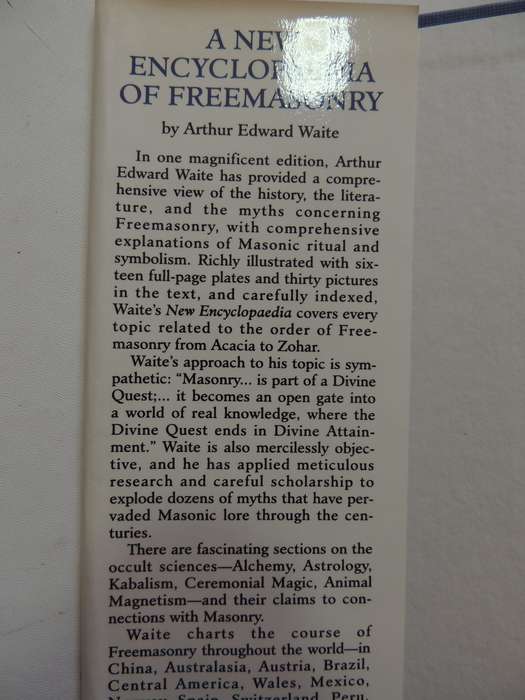 A NEW
ENCYCLOPAEDIA
OF FREEMASONRY
by Arthur Edward Waite
In one magnificent edition, Arthur
Edward Waite has provided a compre-
hensive view of the history, the litera-
ture, and the myths concerning
Freemasonry, with comprehensive
explanations of Masonic ritual and
symbolism. Richly illustrated with six-
teen full-page plates and thirty pictures
in the text, and carefully indexed,
Waite's New Encyclopaedia covers every
topic related to the order of Free-
masonry from Acacia to Zohar.
Waite's approach to his topic is sym-
pathetic: "Masonry... is part of a Divine
Quest;... it becomes an open gate into
a world of real knowledge, where the
Divine Quest ends in Divine Attain-
ment." Waite is also mercilessly objec-
tive, and he has applied meticulous
research and careful scholarship to
explode dozens of myths that have per-
vaded Masonic lore through the cen-
turies.
There are fascinating sections on the
occult sciences—Alchemy, Astrology,
Kabalism, Ceremonial Magic, Animal
Magnetism—and their claims to con-
nections with Masonry.
Waite charts the course of
Freemasonry throughout the world—in
China, Australasia, Austria, Brazil,
Central America, Wales, Mexico,
Norway, Spain, Switzerland, Peru,